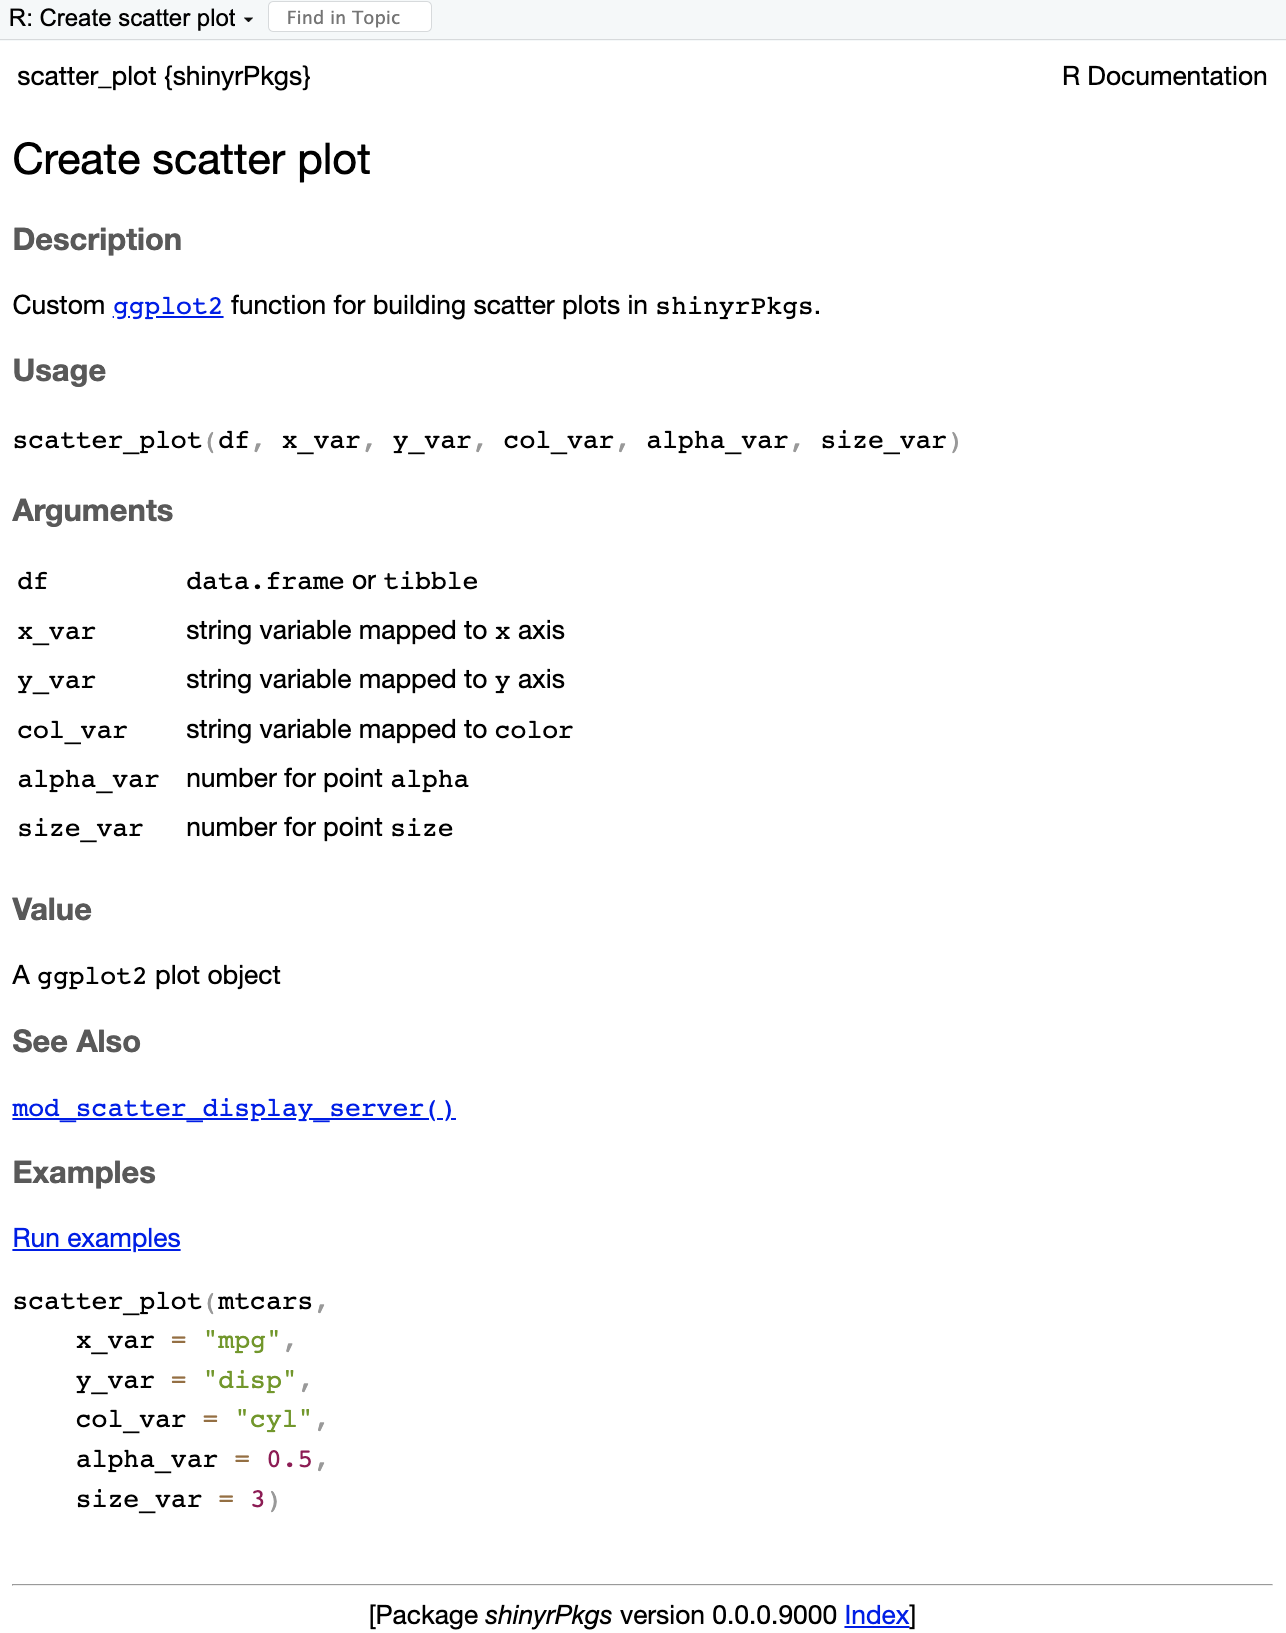 R: Create scatter plot Find in Topic
scatter_plot {shinyrPkgs} R Documentation
Create scatter plot
Description
Custom ggplot2 function for building scatter plots in shinyrPkgs.
Usage
scatter_plot(df, x_var, y_var, col_var, alpha_var, size_var)
Arguments
df data.frame or tibble
x_var string variable mapped to x axis
y_var string variable mapped to y axis
col_var string variable mapped to color
alpha_var number for point alpha
size_var number for point size
Value
A ggplot2 plot object
See Also
mod_scatter_display_server()
Examples
Run examples
scatter_plot(mtcars,
    x_var = "mpg",
    y_var = "disp",
    col_var = "cyl",
    alpha_var = 0.5,
    size_var = 3)
[Package shinyrPkgs version 0.0.0.9000 Index]